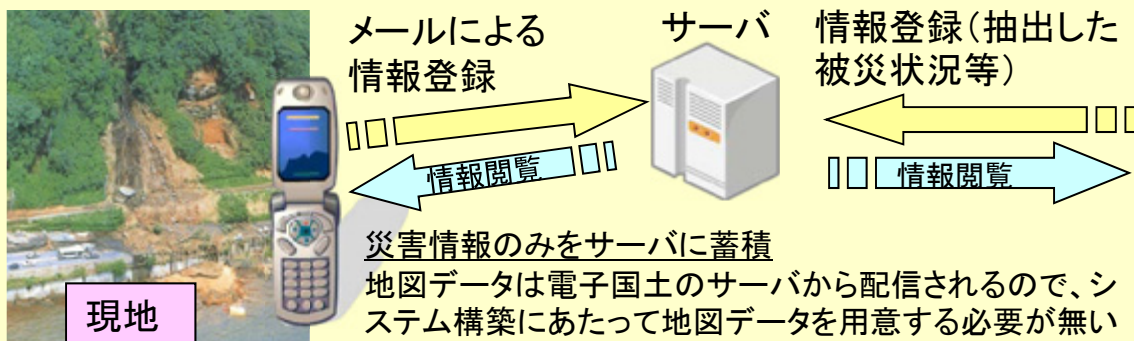 メールによる
情報登録
サーバ
情報登録(抽出した
被災状況等)
情報閲覧
情報閲覧
災害情報のみをサーバに蓄積
地図データは電子国土のサーバから配信されるので、シ
ステム構築にあたって地図データを用意する必要が無い
現地